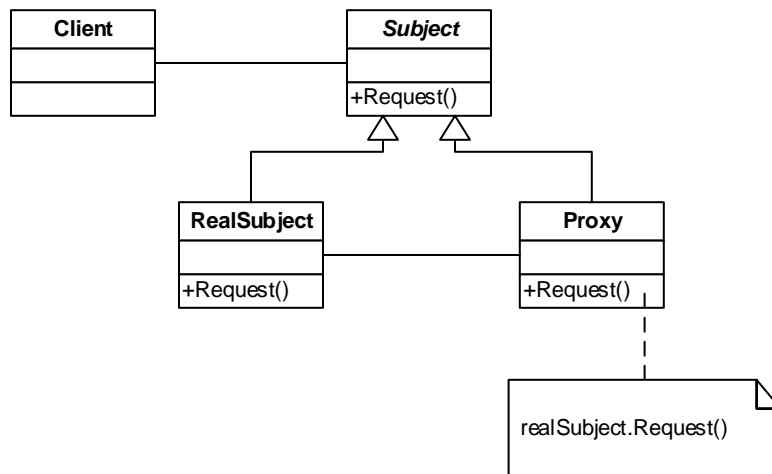 Client
Subject
+Request()
RealSubject
+Request()
Proxy
+Request()
realSubject.Request()